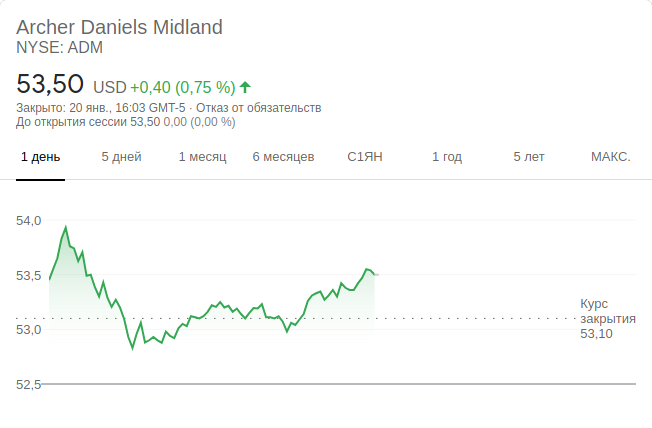 Archer Daniels Midland
NYSE: ADM
53,50 USD +0,40 (0,75 %)
Закрыто: 20 янв., 16:03 GMT-5 · Отказ от обязательств
До открытия сессии 53,50 0,00 (0,00 %)
1 день 5 дней 1 месяц 6 месяцев С1ЯН 1 год 5 лет МАКС.
54,0
53,5
53,0
52,5
Курс
закрытия
53,10